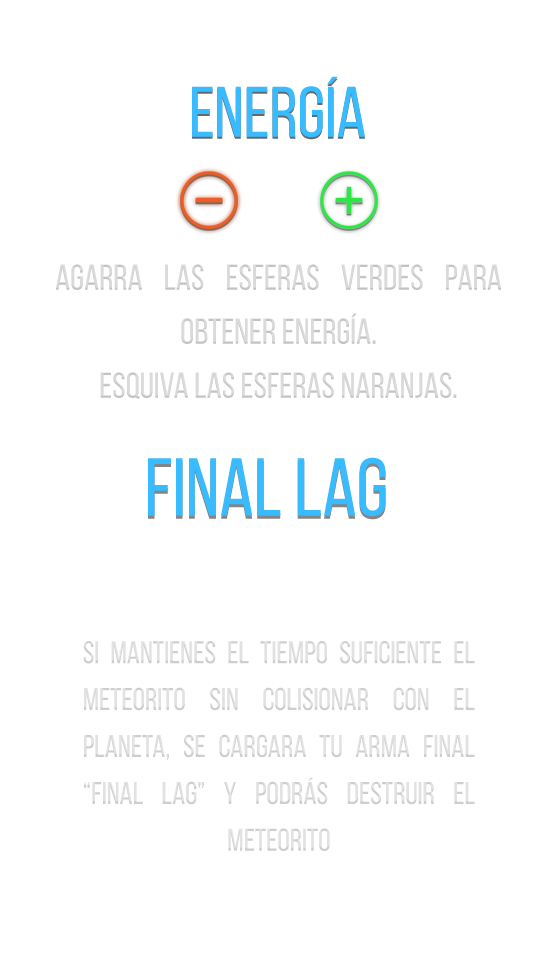 ENERGÍA
AGARRA LAS ESFERAS VERDES PARA
OBTENER ENERGÍA.
ESQUIVA LAS ESFERAS NARANJAS.
FINAL LAG
SI MANTIENES EL TIEMPO SUFICIENTE EL
METEORITO SIN COLISIONAR CON EL
PLANETA, SE CARGARA TU ARMA FINAL
“FINAL LAG” Y PODRÁS DESTRUIR EL
METEORITO